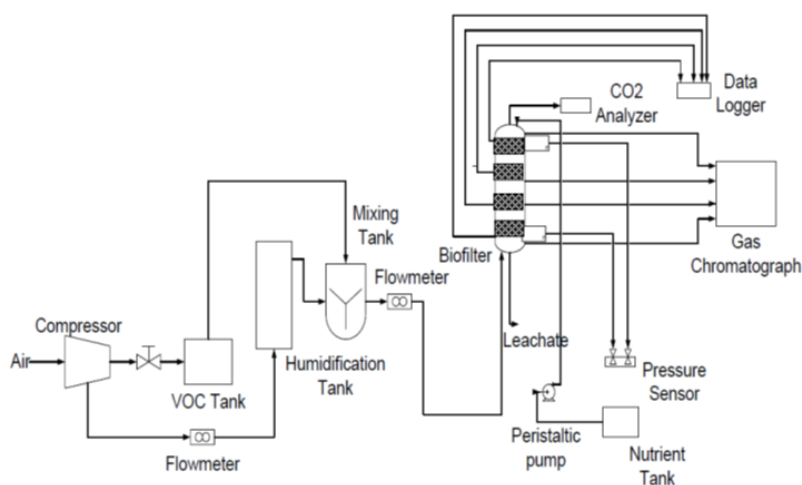 CO2
Analyzer
Data
Logger
Mixing
Tank
Biofilter
Gas
Chromatograph
Flowmeter
Compressor
Air
Humidification
Tank
VOC Tank
Leachate
Pressure
Sensor
Peristaltic
pump
Nutrient
Tank
Flowmeter